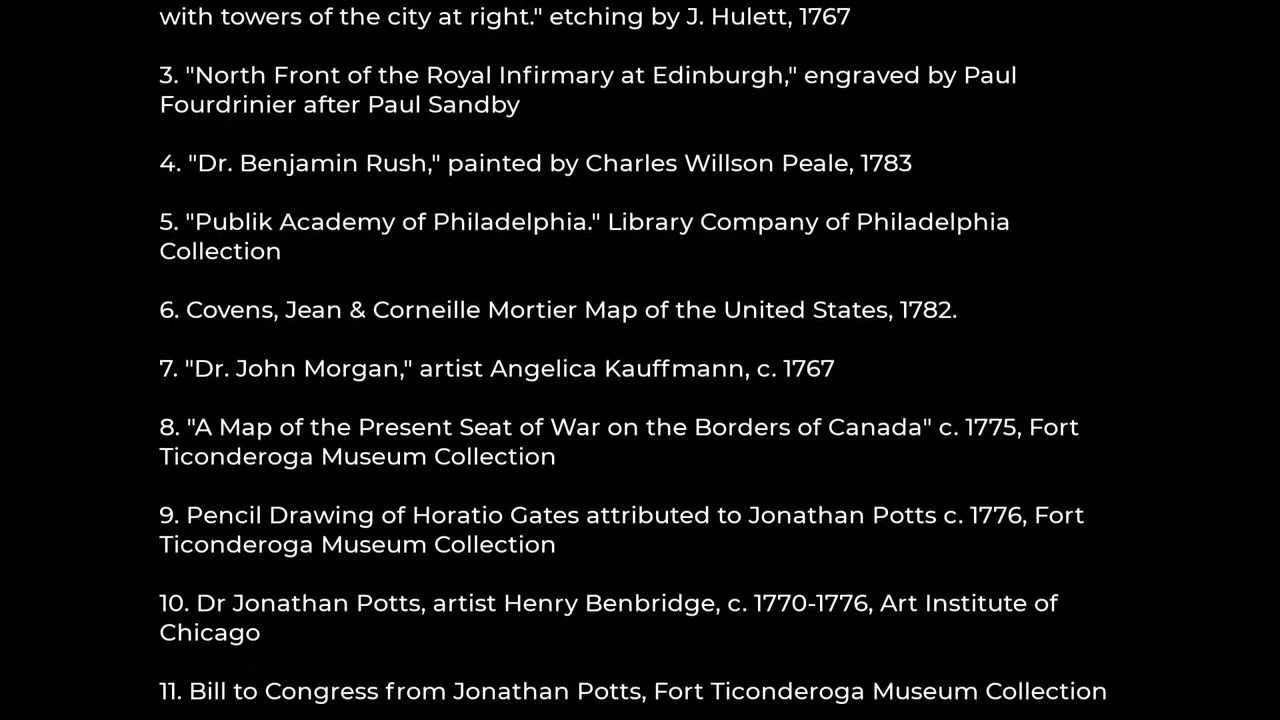 with towers of the city at right." etching by J. Hulett, 1767
3. "North Front of the Royal Infirmary at Edinburgh," engraved by Paul
Fourdrinier after Paul Sandby
4. "Dr. Benjamin Rush," painted by Charles Willson Peale, 1783
5. "Publik Academy of Philadelphia." Library Company of Philadelphia
Collection
6. Covens, Jean & Corneille Mortier Map of the United States, 1782.
7. "Dr. John Morgan," artist Angelica Kauffmann, c. 1767
8. "A Map of the Present Seat of War on the Borders of Canada" c. 1775, Fort
Ticonderoga Museum Collection
9. Pencil Drawing of Horatio Gates attributed to Jonathan Potts c. 1776, Fort
Ticonderoga Museum Collection
10. Dr Jonathan Potts, artist Henry Benbridge, c. 1770-1776, Art Institute of
Chicago
11. Bill to Congress from Jonathan Potts, Fort Ticonderoga Museum Collection